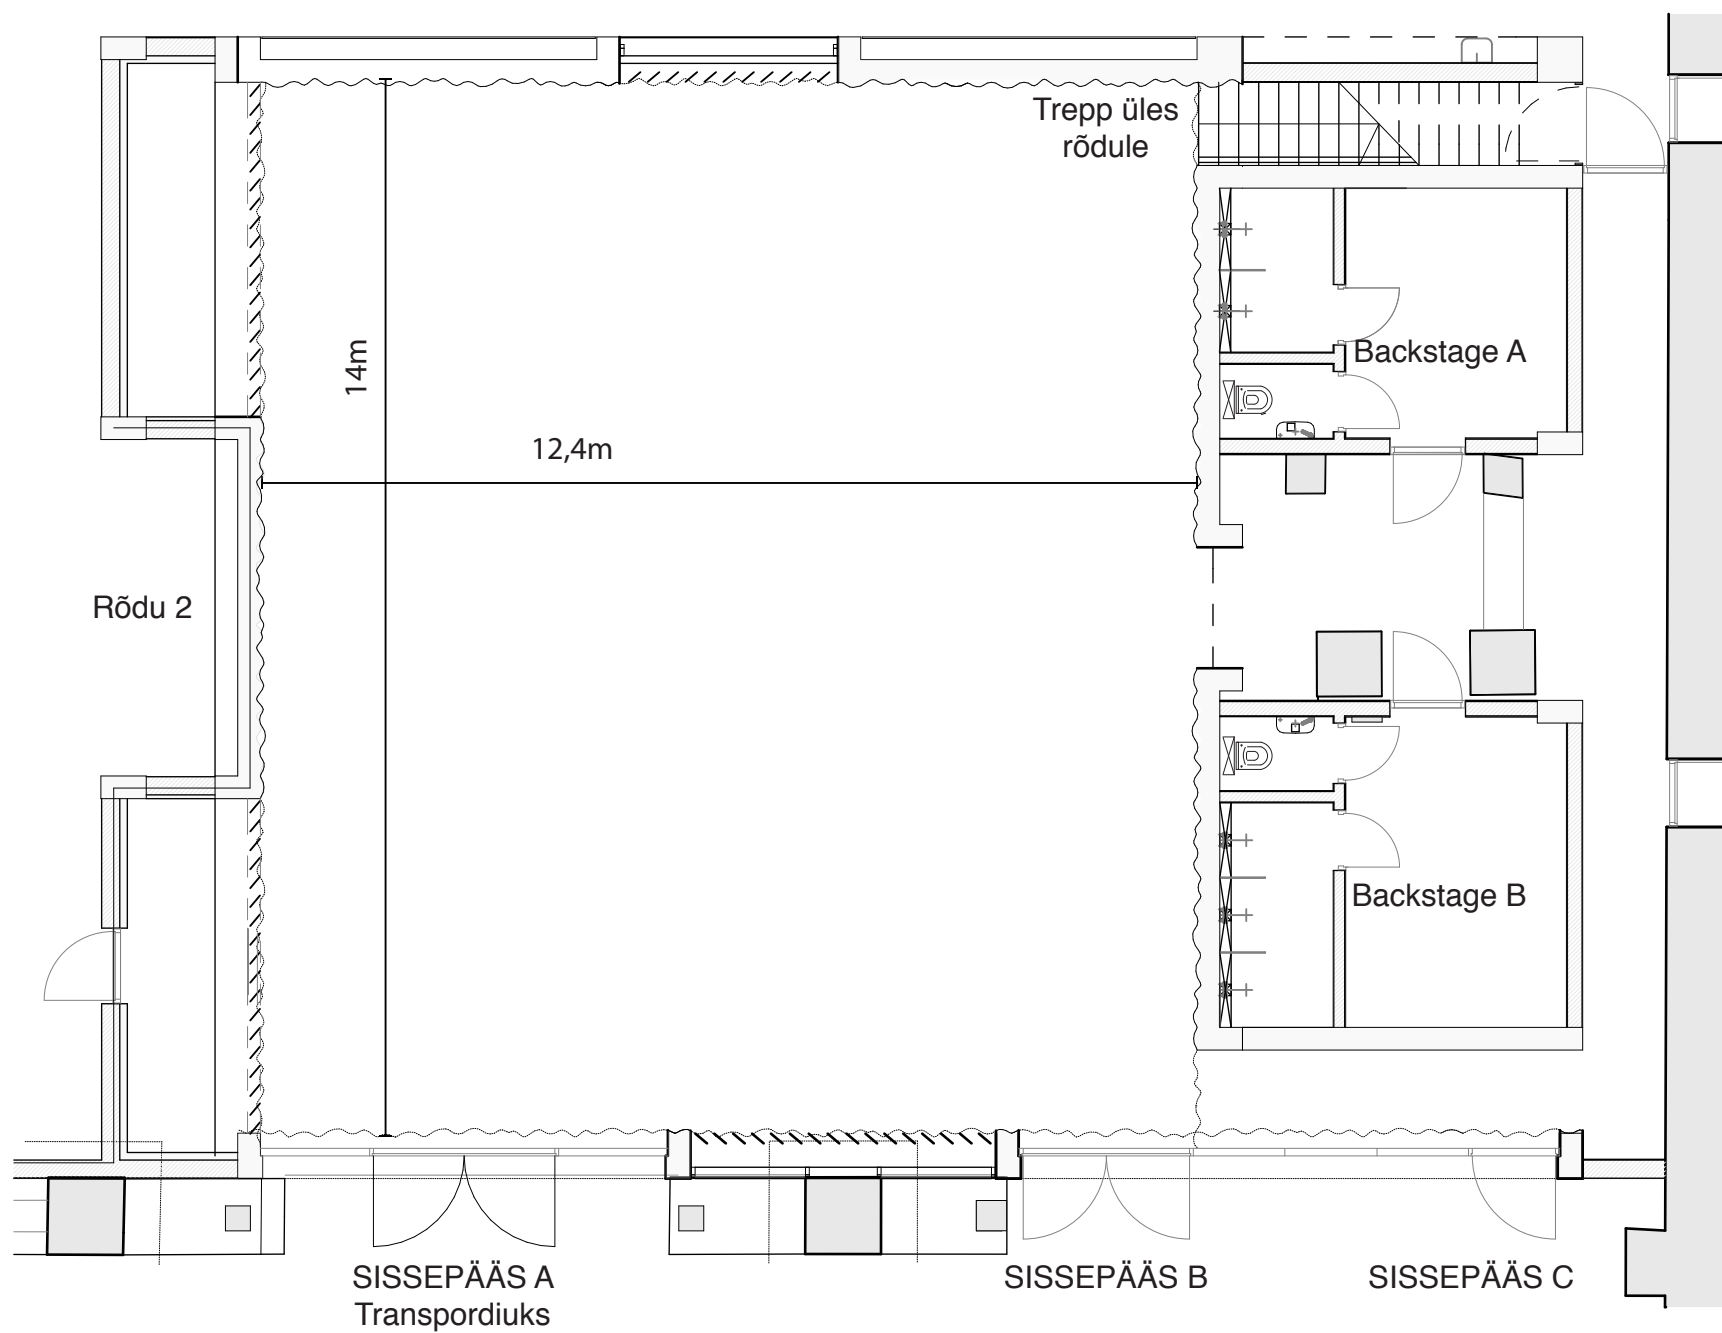 Trepp üles
rõdule
14m
Backstage A
12,4m
Rõdu 2
Backstage B
SISSEPÄÄS A
Transpordiuks
SISSEPÄÄS B
SISSEPÄÄS C